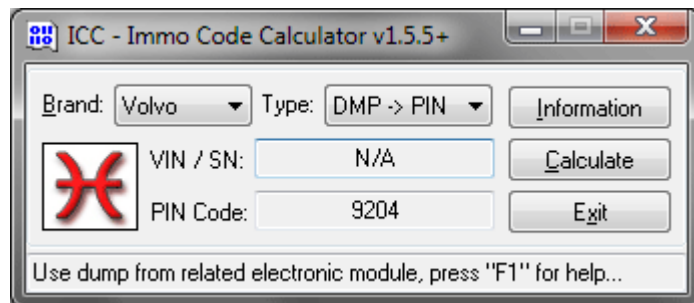 ICC - Immo Code Calculator v1.5.5+
Brand: Volvo Type: DMP -> PIN Information
VIN / SN: N/A Calculate
PIN Code: 9204 Exit
Use dump from related electronic module, press "F1" for help...